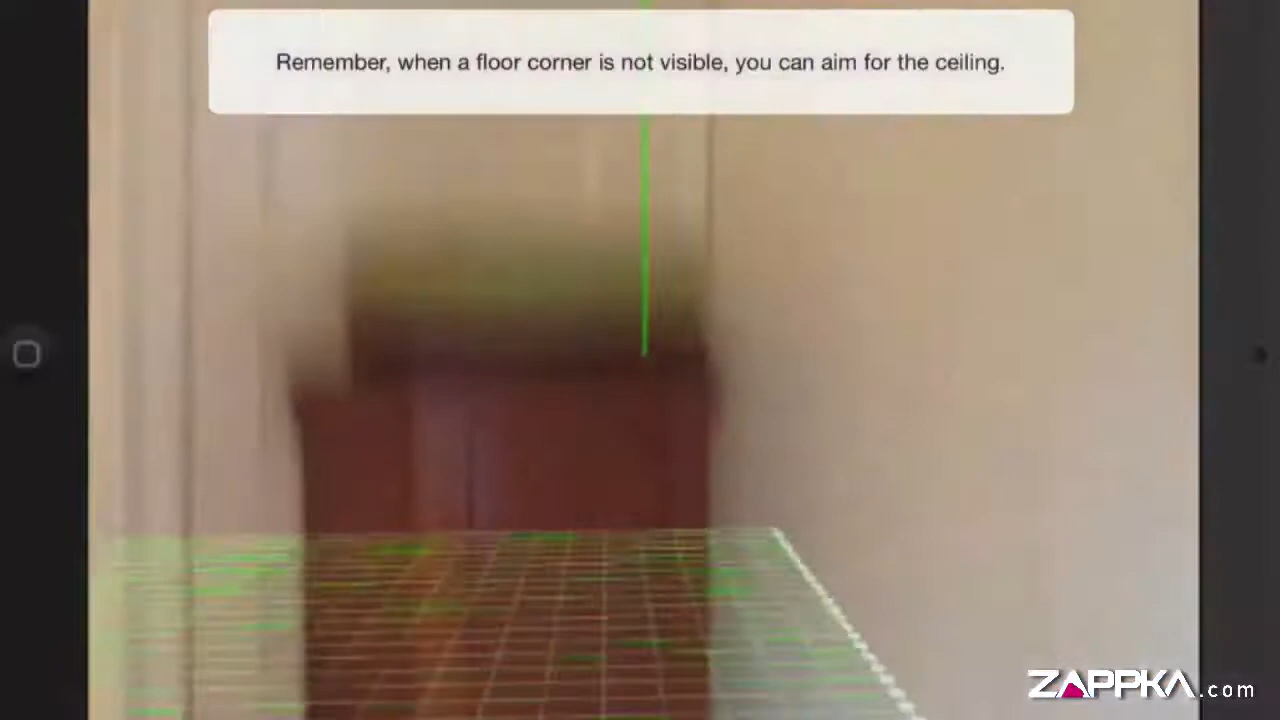 Remember, when a floor corner is not visible, you can aim for the ceiling.
ZAPPKA.com